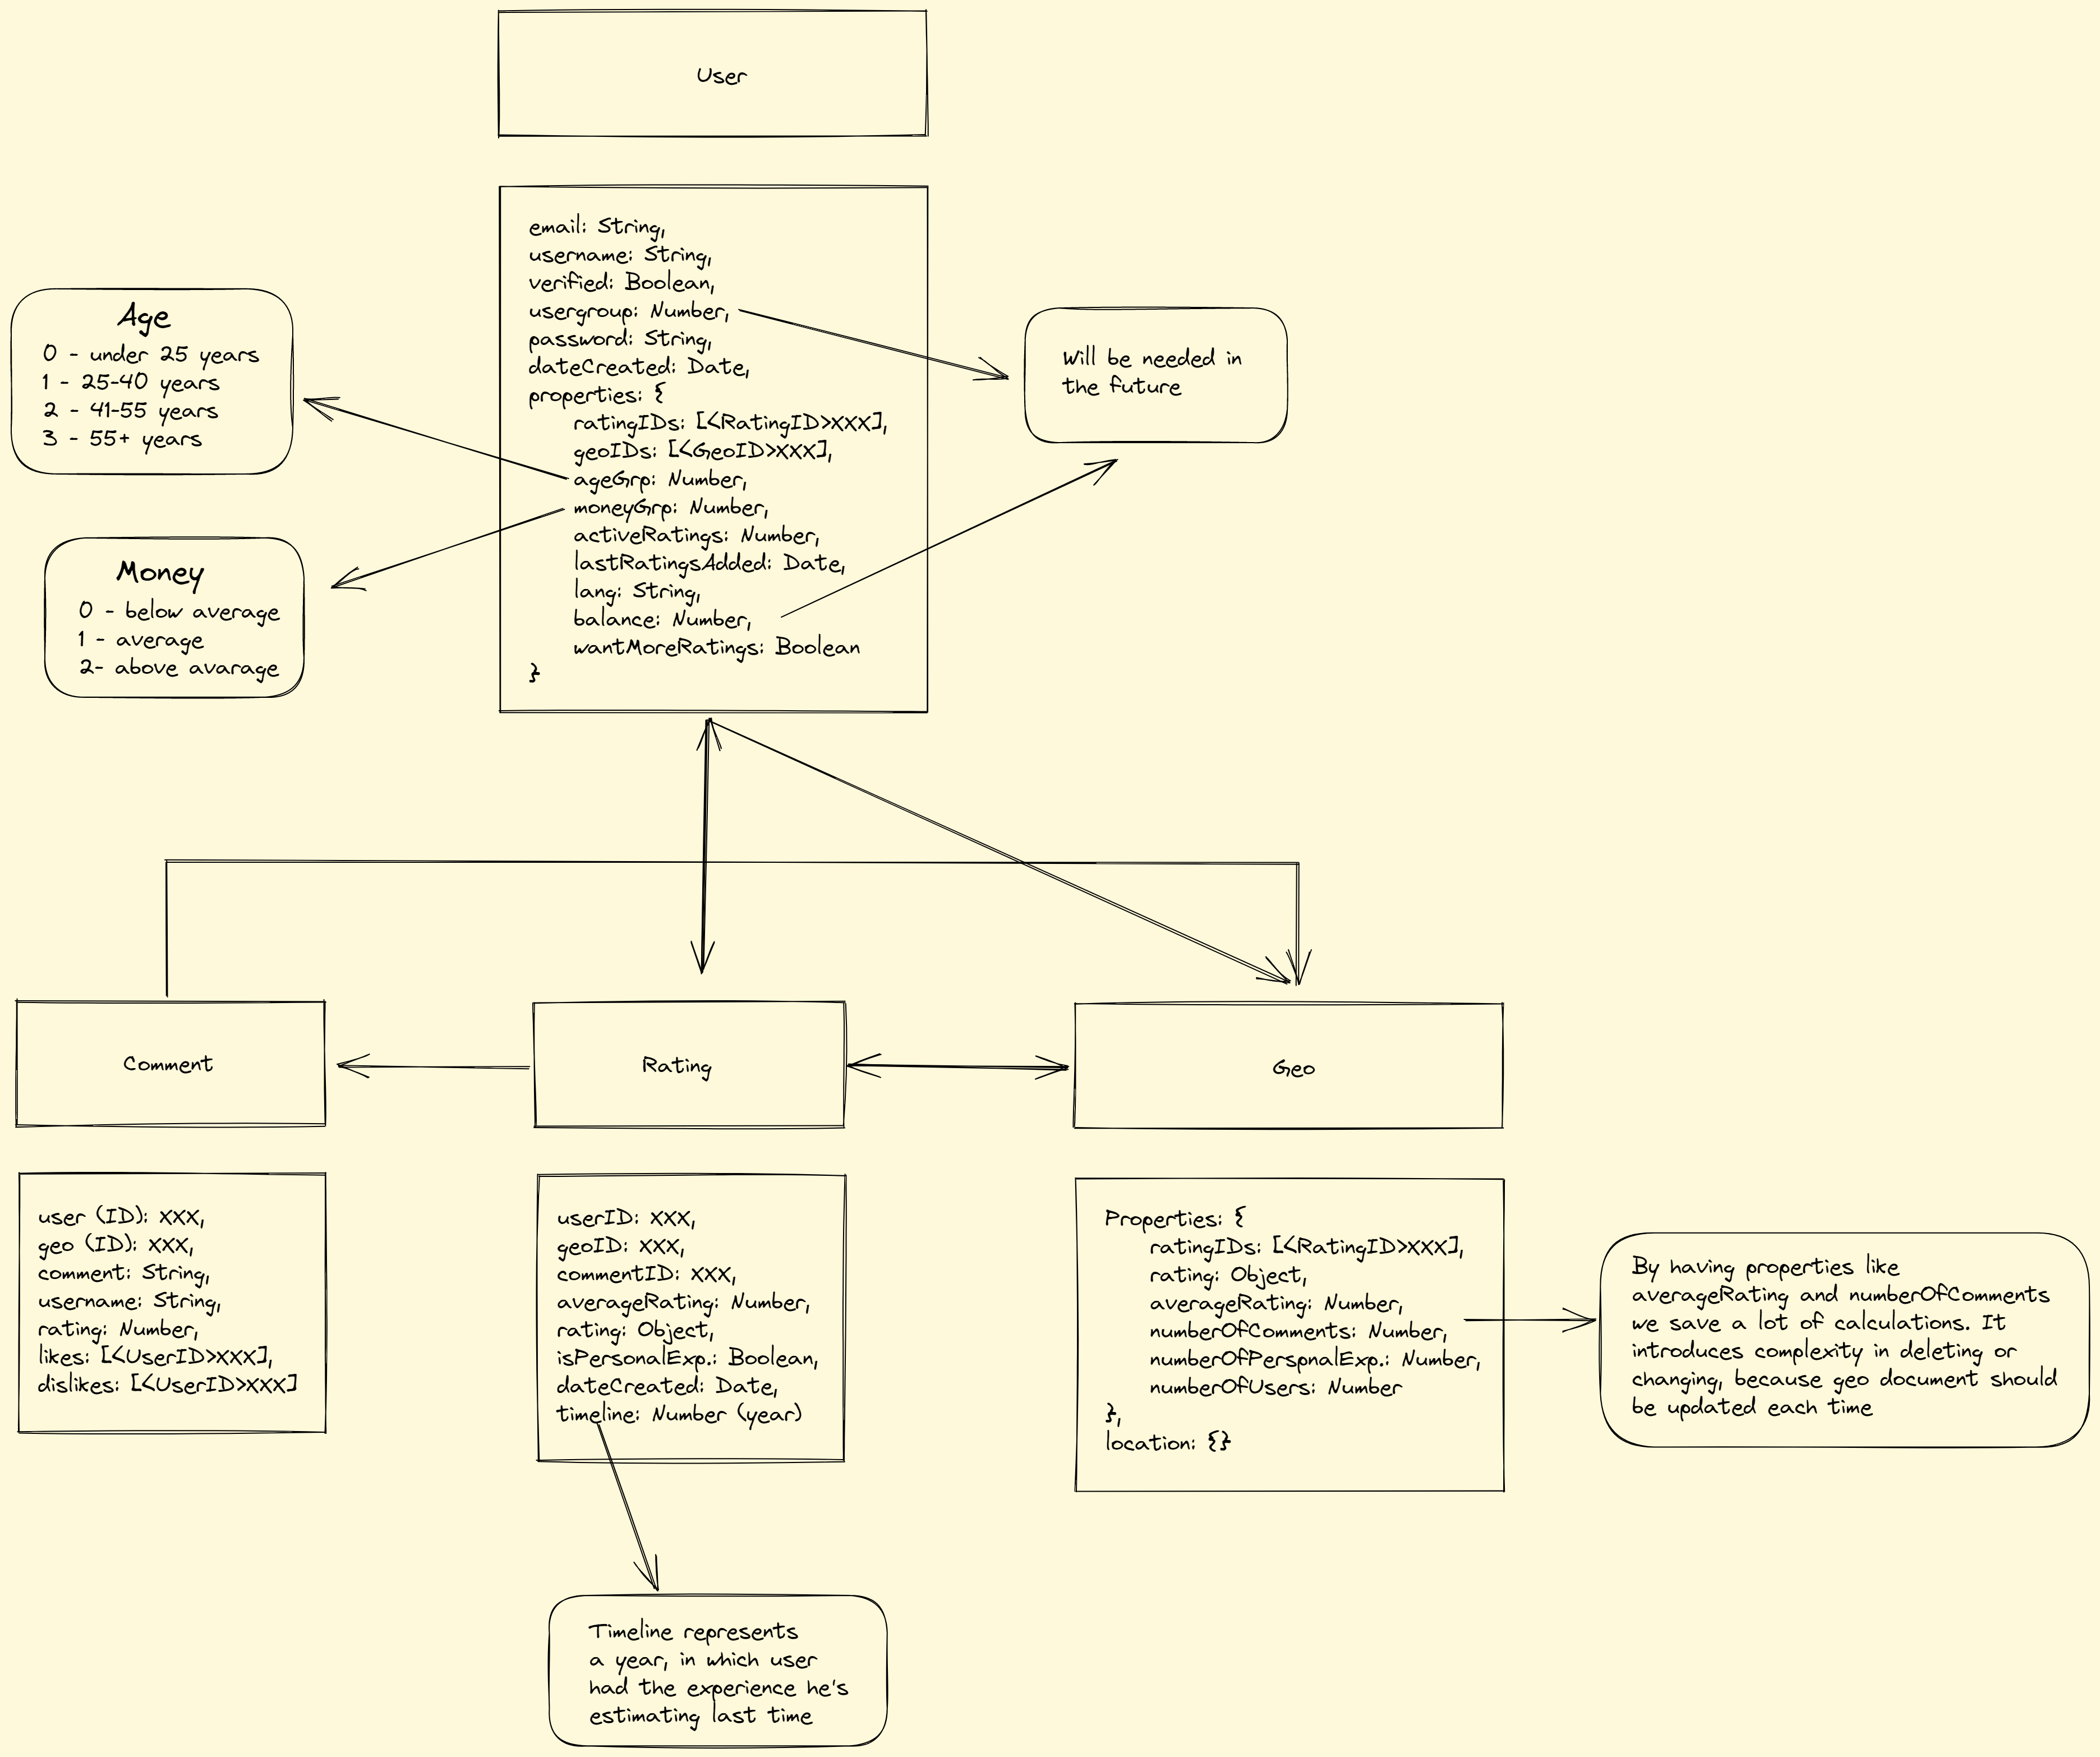 User
email: String,
username: String,
verified: Boolean,
usergroup: Number,
password: String,
dateCreated: Date,
properties: {
ratingIDs: [<RatingID>XXX],
geoIDs: [<GeoID>XXX],
ageGrp: Number,
moneyGrp: Number,
activeRatings: Number,
lastRatingsAdded: Date,
lang: String,
balance: Number,
wantMoreRatings: Boolean
}
Age
0 - under 25 years
1 - 25-40 years
2 - 41-55 years
3 - 55+ years
Money
0 - below average
1 - average
2- above avarage
Will be needed in
the future
Comment
user (ID): XXX,
geo (ID): XXX,
comment: String,
username: String,
rating: Number,
likes: [<UserID>XXX],
dislikes: [<UserID>XXX]
Rating
userID: XXX,
geoID: XXX,
commentID: XXX,
averageRating: Number,
rating: Object,
isPersonalExp.: Boolean,
dateCreated: Date,
timeline: Number (year)
Timeline represents
a year, in which user
had the experience he's
estimating last time
Geo
Properties: {
ratingIDs: [<RatingID>XXX],
rating: Object,
averageRating: Number,
numberOfComments: Number,
numberOfPerspnalExp.: Number,
numberOfUsers: Number
},
location: {}
By having properties like
averageRating and numberOfComments
we save a lot of calculations. It
introduces complexity in deleting or
changing, because geo document should
be updated each time